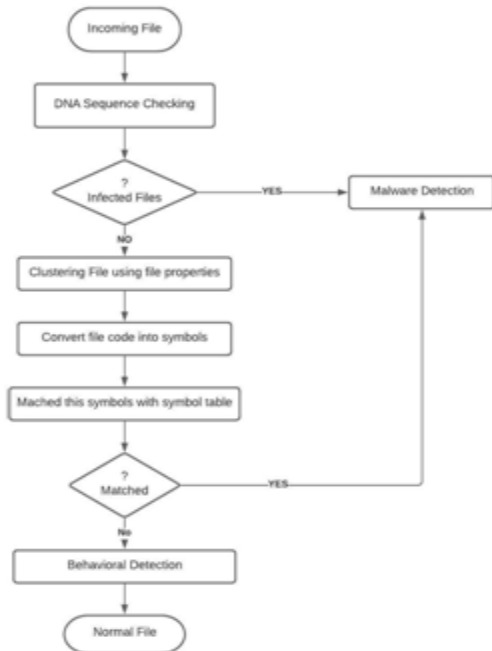 Incoming File
DNA Sequence Checking
?
Infected Files
YES
Malware Detection
NO
Clustering File using file properties
Convert file code into symbols
Mached this symbols with symbol table
?
Matched
YES
No
Behavioral Detection
Normal File